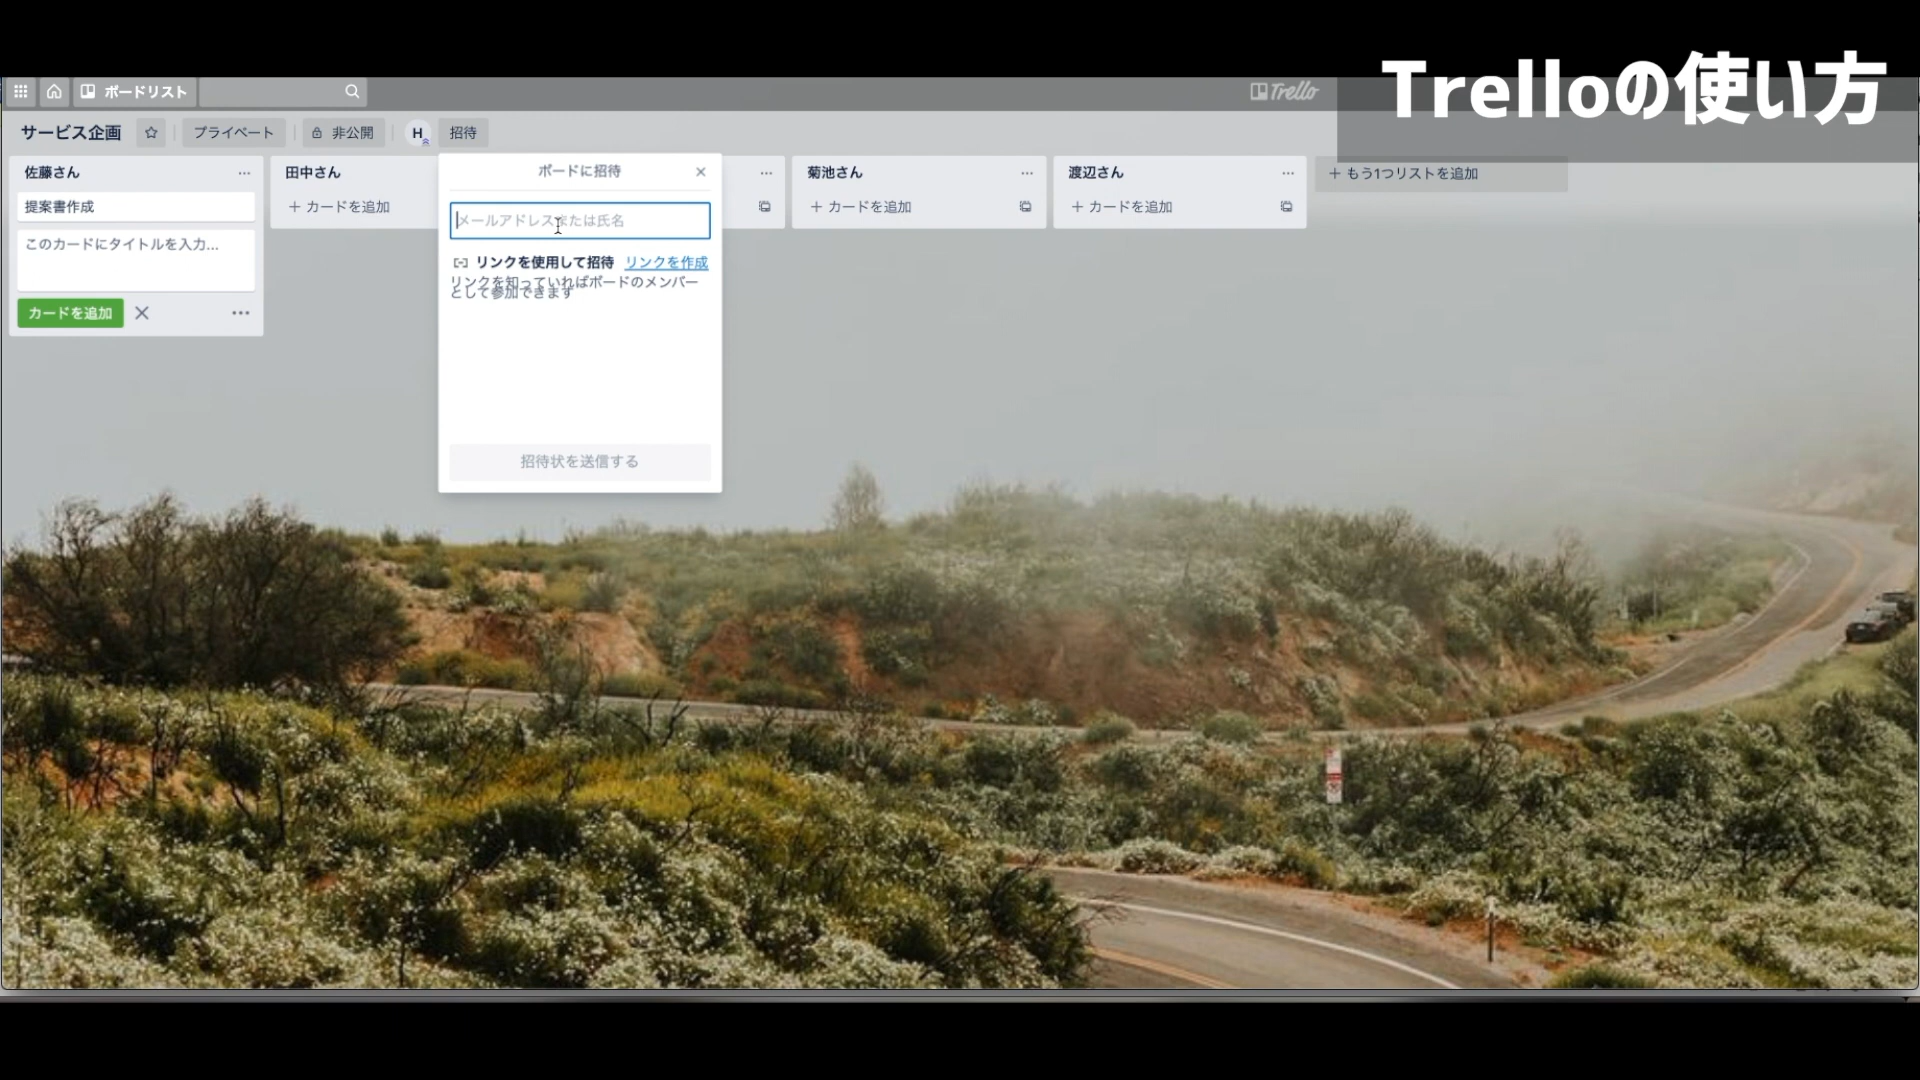 Trelloの使い方
ボードリスト
Trello
サービス企画
プライベート
非公開
H
招待
佐藤さん
提案書作成
このカードにタイトルを入力...
カードを追加
田中さん
+ カードを追加
ボードに招待
メールアドレスまたは氏名
リンクを使用して招待 リンクを作成
リンクを知っていればボードのメンバー
として参加できます
招待状を送信する
菊池さん
+ カードを追加
渡辺さん
+ カードを追加
+ もう1つリストを追加